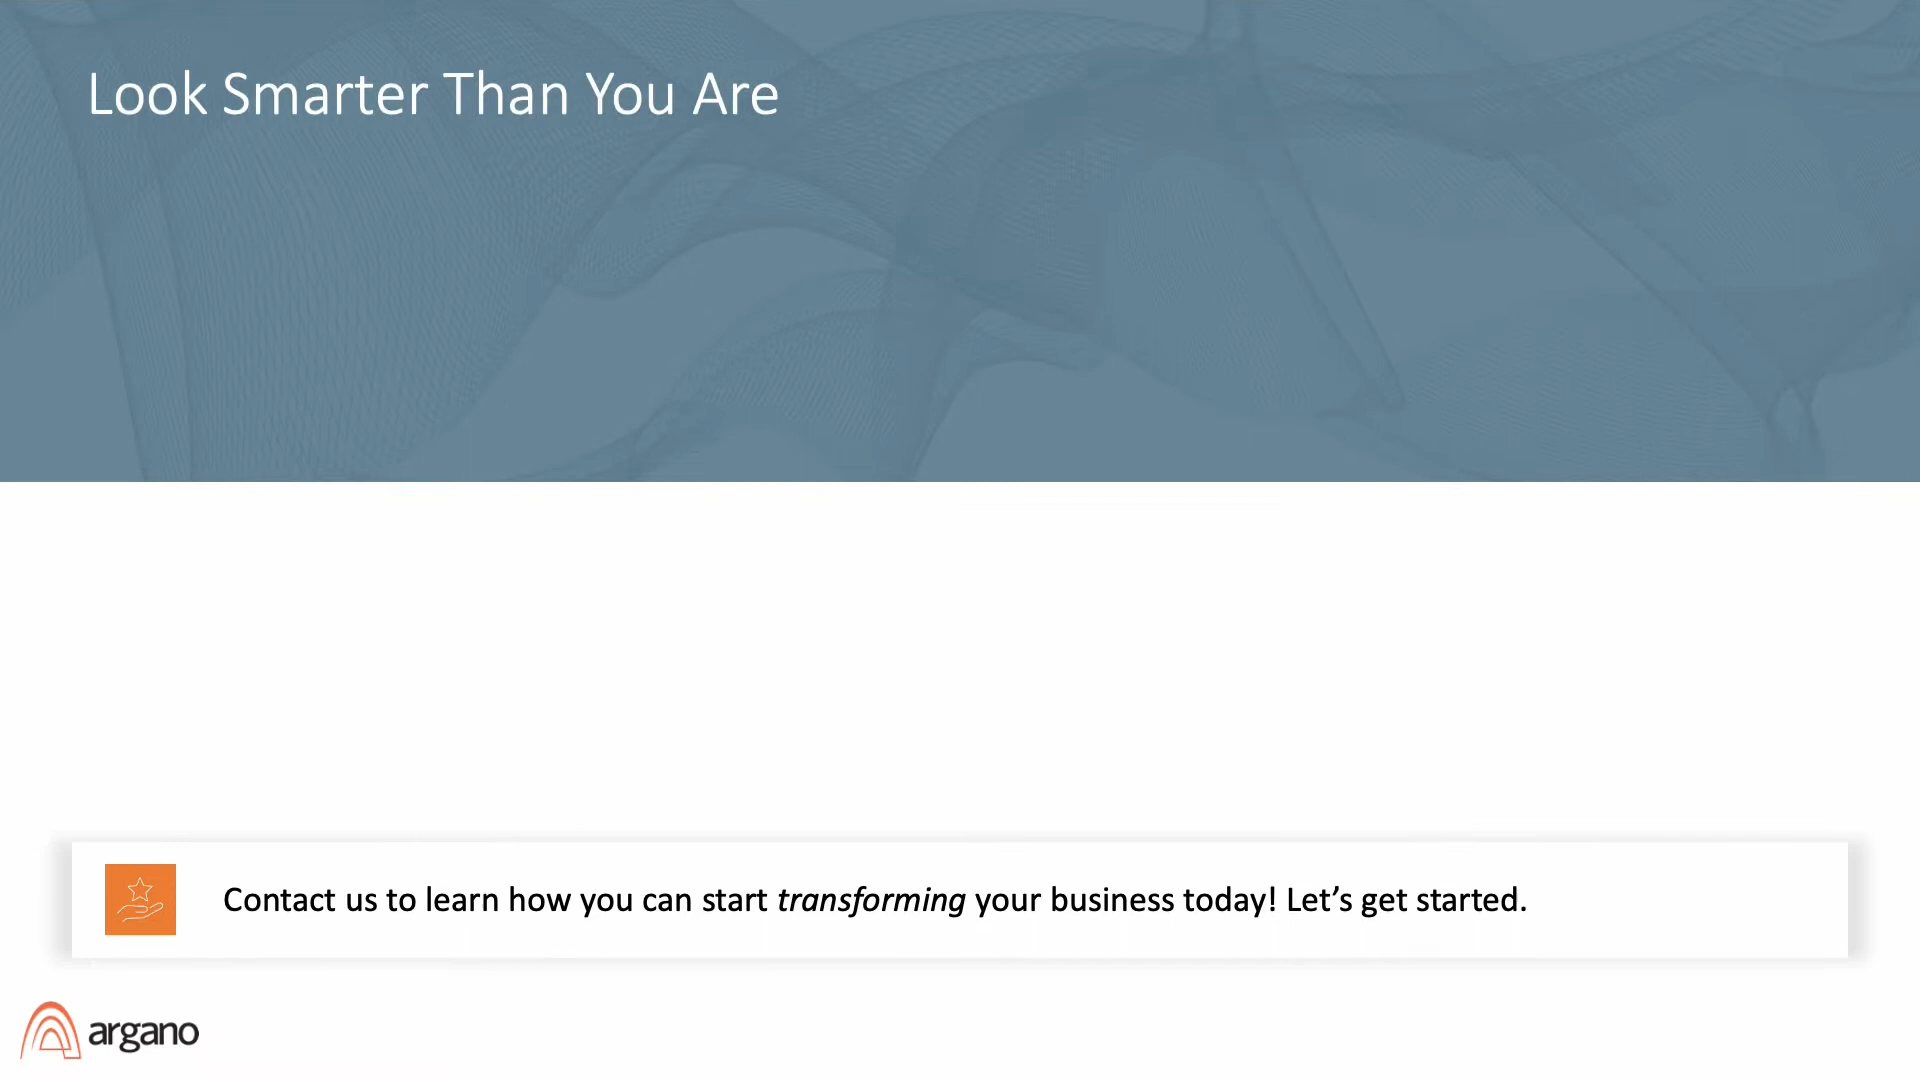 Look Smarter Than You Are
Contact us to learn how you can start transforming your business today! Let’s get started.
argano